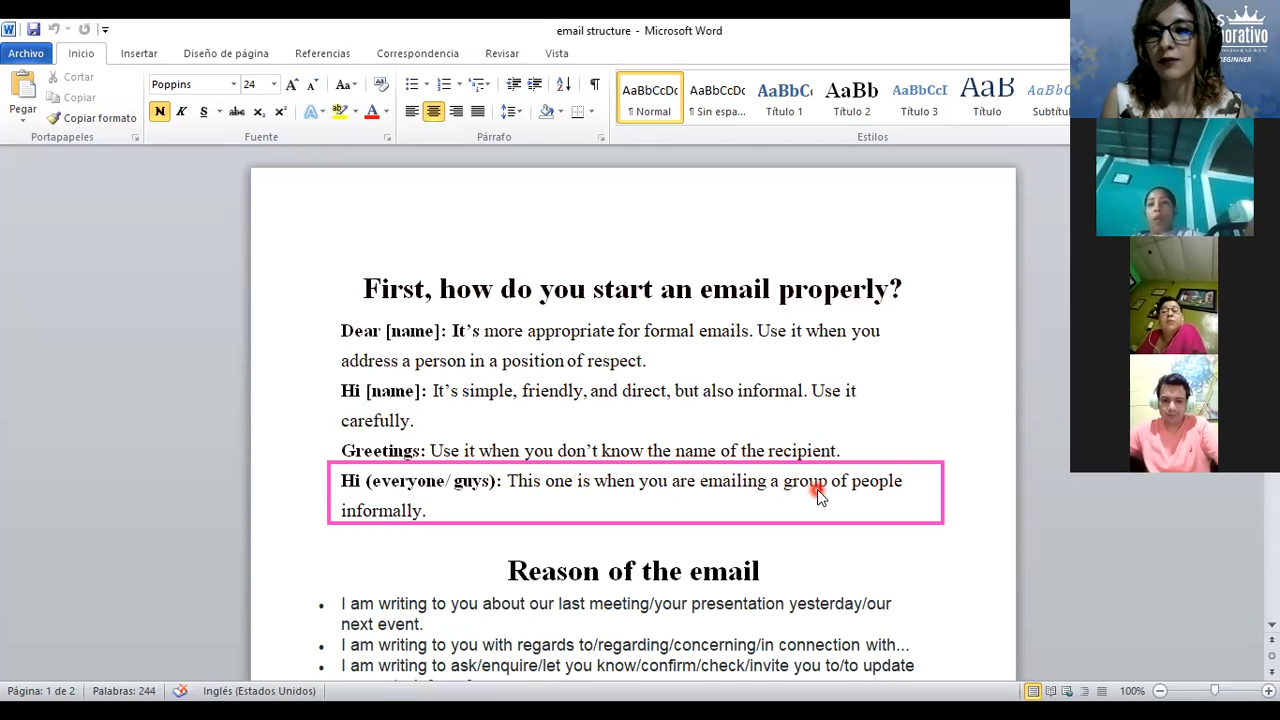 email structure - Microsoft Word
Archivo Inicio Insertar Diseño de página Referencias Correspondencia Revisar Vista
Pegar
Cortar
Copiar
Copiar formato
Poppins 24
Portapapeles Fuente Párrafo Estilos
AaBbCcDc AaBbCcDc AaBbC AaBb AaBbCcI AaB
¶ Normal ¶ Sin espa... Título 1 Título 2 Título 3 Título Subtítu
orativo
BEGINNER
First, how do you start an email properly?
Dear [name]: It’s more appropriate for formal emails. Use it when you
address a person in a position of respect.
Hi [name]: It’s simple, friendly, and direct, but also informal. Use it
carefully.
Greetings: Use it when you don’t know the name of the recipient.
Hi (everyone/ guys): This one is when you are emailing a group of people
informally.
Reason of the email
• I am writing to you about our last meeting/your presentation yesterday/our
next event.
• I am writing to you with regards to/regarding/concerning/in connection with...
• I am writing to ask/enquire/let you know/confirm/check/invite you to/to update
Página: 1 de 2 Palabras: 244 Inglés (Estados Unidos) 100%